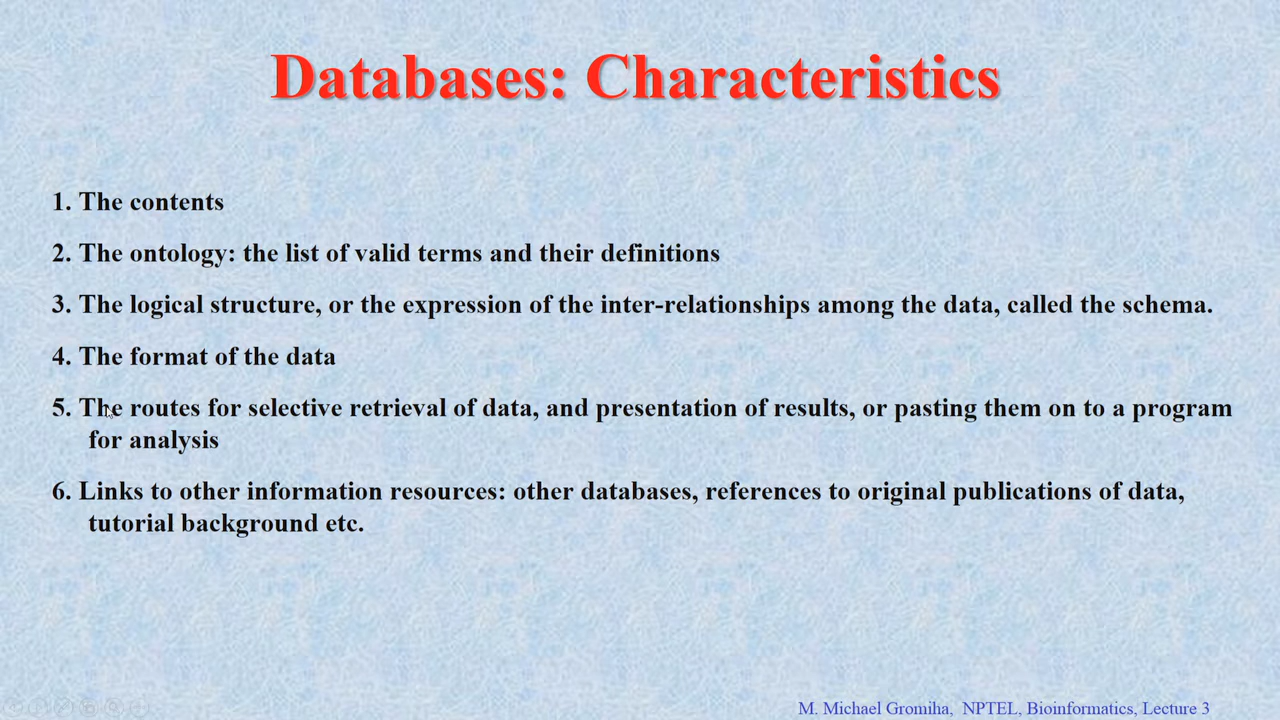 Databases: Characteristics
1. The contents
2. The ontology: the list of valid terms and their definitions
3. The logical structure, or the expression of the inter-relationships among the data, called the schema.
4. The format of the data
5. The routes for selective retrieval of data, and presentation of results, or pasting them on to a program
for analysis
6. Links to other information resources: other databases, references to original publications of data,
tutorial background etc.
M. Michael Gromiha, NPTEL, Bioinformatics, Lecture 3